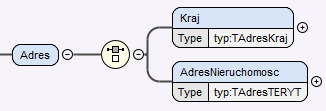 Kraj
Type typ:TAdresKraj
Adres
AdresNieruchomosc
Type typ:TAdresTERYT